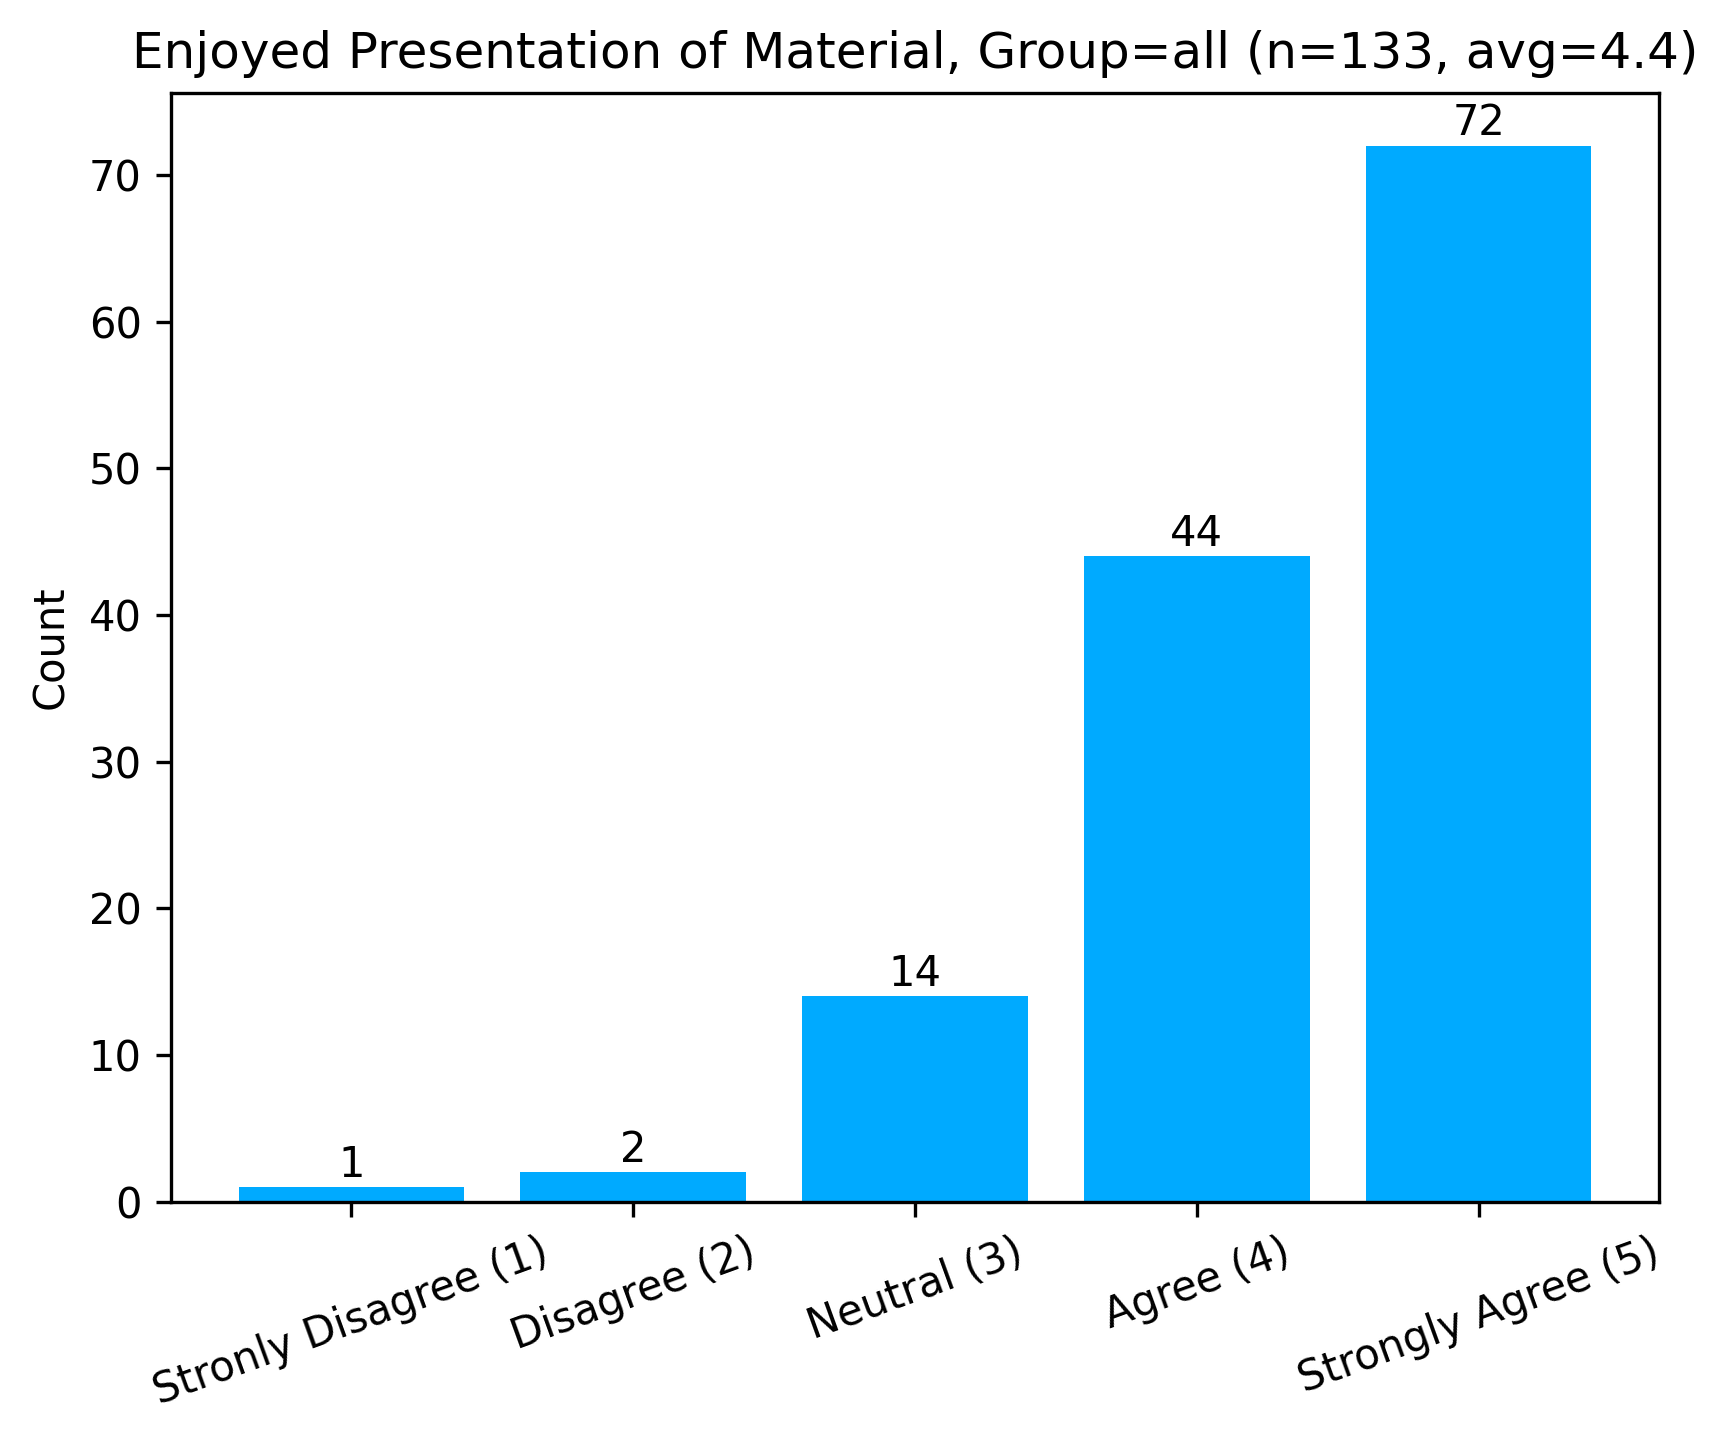 Enjoyed Presentation of Material, Group=all (n=133, avg=4.4)
72
70
60
50
44
40
Count
30
20
14
10
2
1
0
Stronly Disagree (1)
Disagree (2)
Neutral (3)
Agree (4)
Strongly Agree (5)